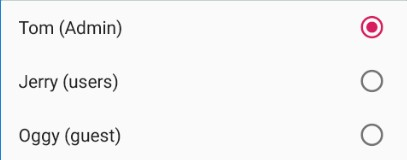 Tom (Admin)
Jerry (users)
Oggy (guest)